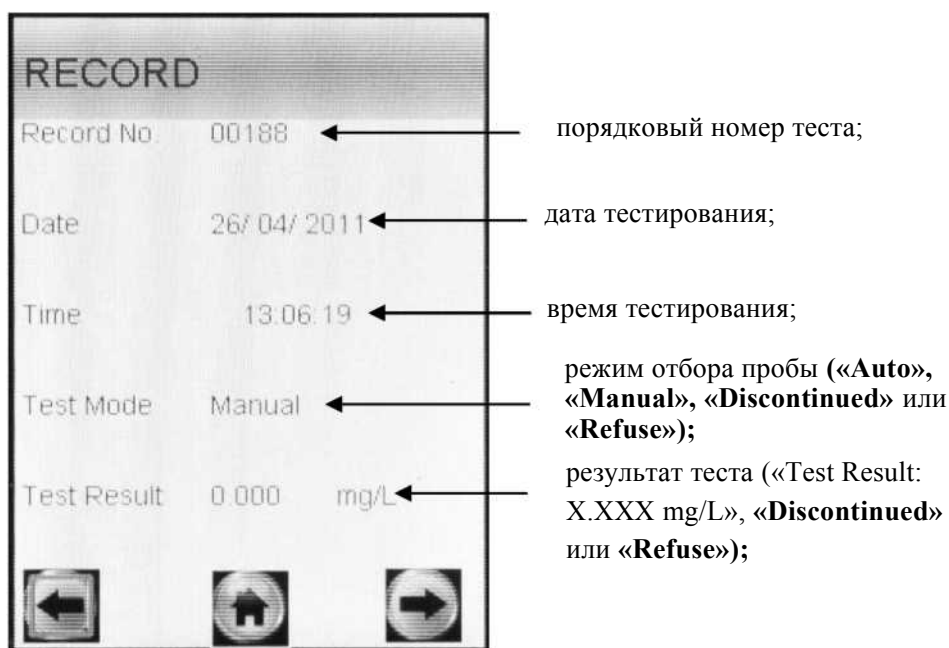 RECORD
Record No. 00188
порядковый номер теста;
Date 26/ 04/ 2011
дата тестирования;
Time 13:06:19
время тестирования;
Test Mode Manual
режим отбора пробы («Auto»,
«Manual», «Discontinued» или
«Refuse»);
Test Result 0.000 mg/L
результат теста («Test Result:
X.XXX mg/L», «Discontinued»
или «Refuse»);